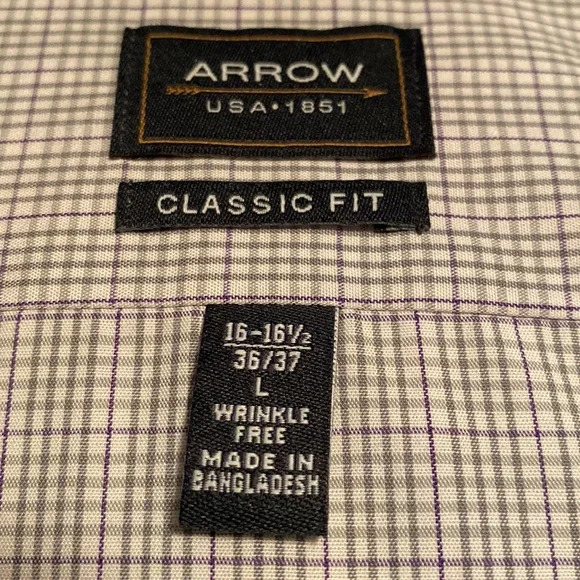 ARROW
USA•1851
CLASSIC FIT
16-16½
36/37
L
WRINKLE
FREE
MADE IN
BANGLADESH